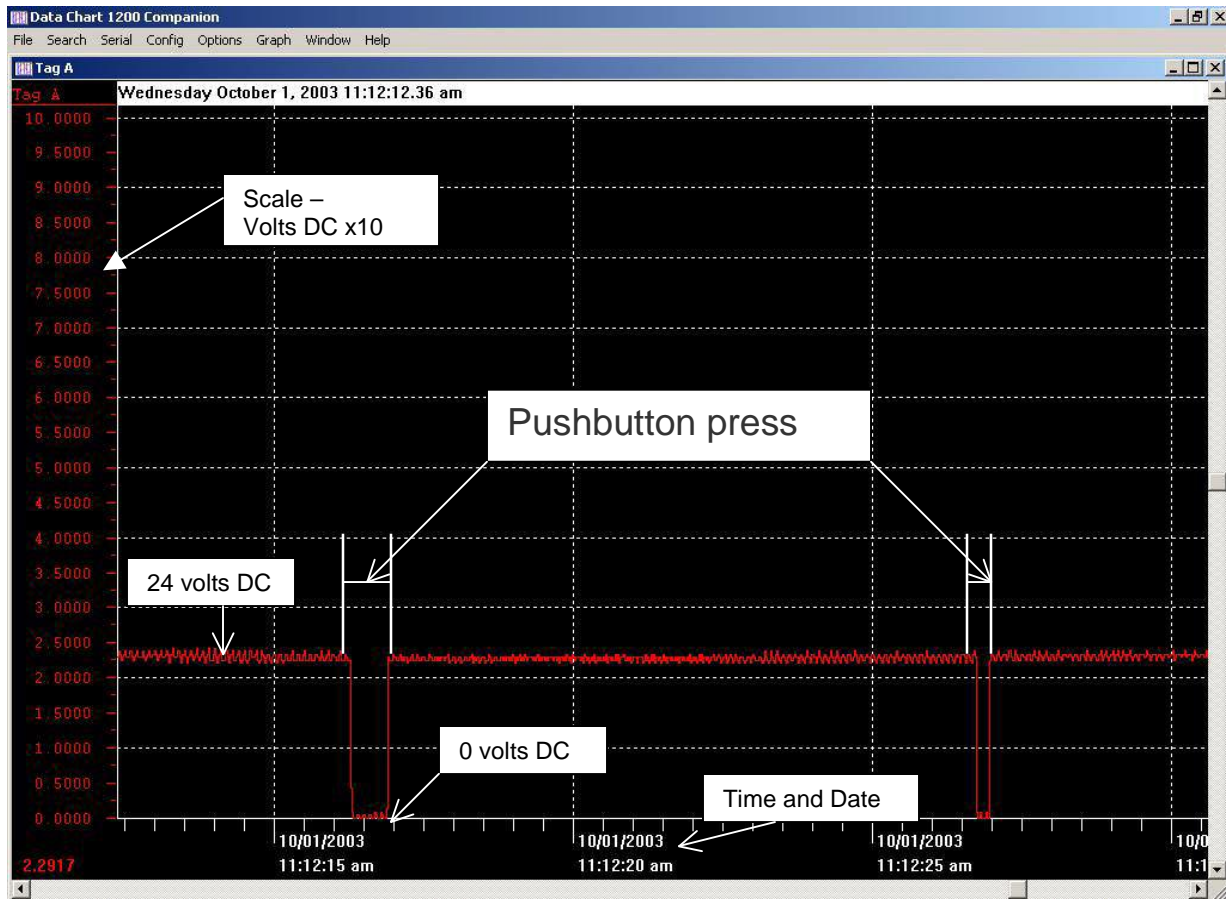 Data Chart 1200 Companion
File Search Serial Config Options Graph Window Help
Tag A
Tag A
Wednesday October 1, 2003 11:12:12.36 am
10.0000
9.5000
9.0000
Scale –
Volts DC x10
8.5000
8.0000
7.5000
7.0000
6.5000
6.0000
Pushbutton press
5.5000
5.0000
4.5000
4.0000
3.5000
24 volts DC
3.0000
2.5000
2.0000
1.5000
1.0000
0 volts DC
0.5000
Time and Date
0.0000
10/01/2003 10/01/2003 10/01/2003 10/0
2.2917 11:12:15 am 11:12:20 am 11:12:25 am 11:1